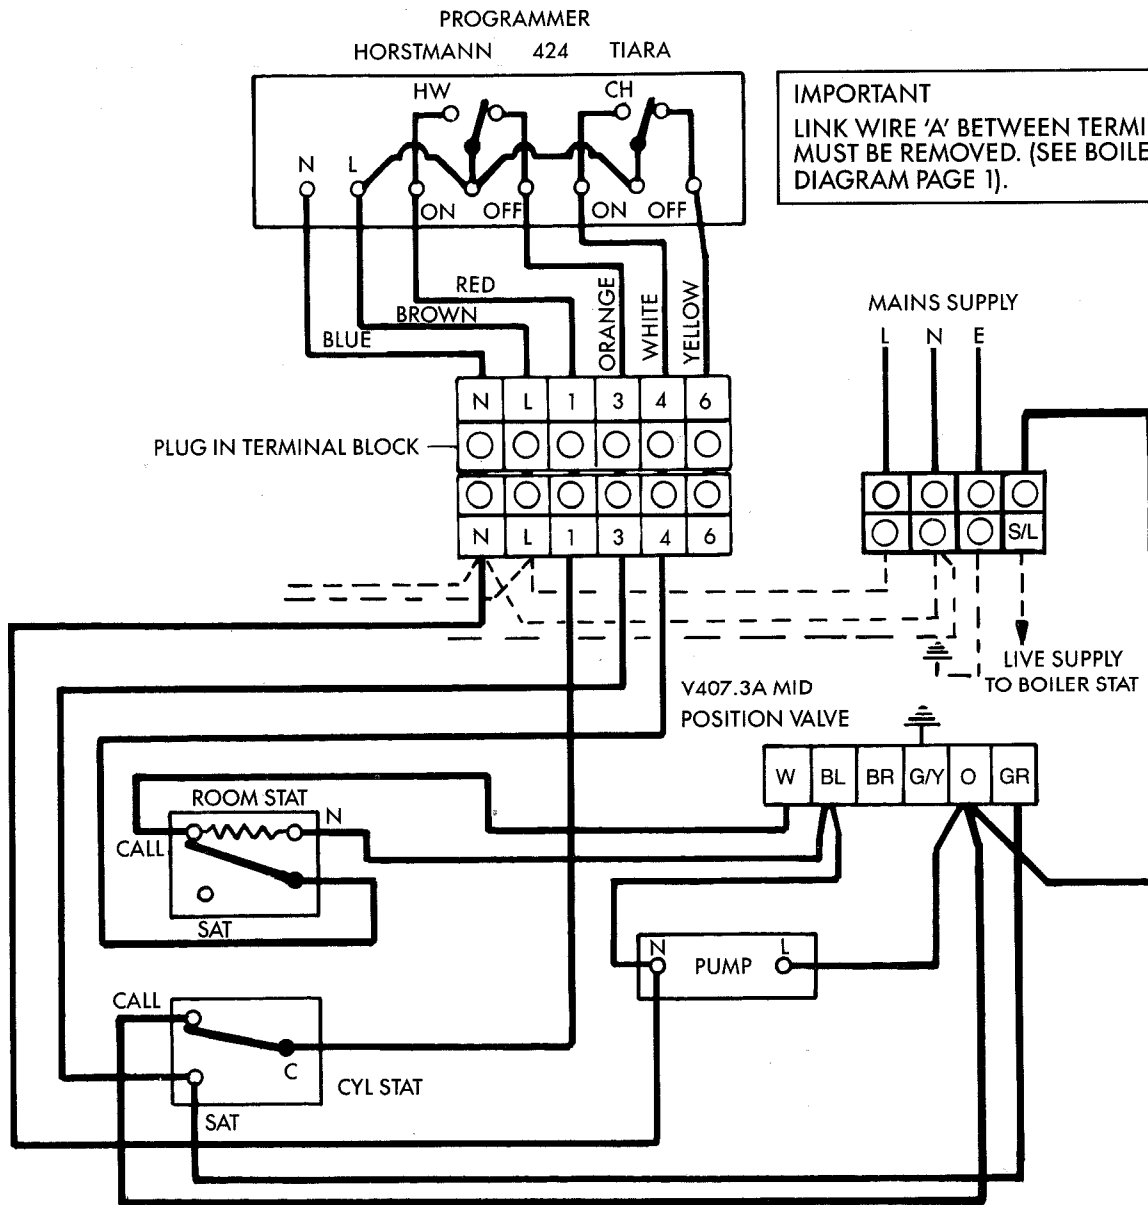 PROGRAMMER
HORSTMANN 424 TIARA
HW
CH
N
L
ON
OFF
ON
OFF
IMPORTANT
LINK WIRE 'A' BETWEEN TERMI
MUST BE REMOVED. (SEE BOILE
DIAGRAM PAGE 1).
RED
BROWN
BLUE
ORANGE
WHITE
YELLOW
MAINS SUPPLY
L N E
N L 1 3 4 6
PLUG IN TERMINAL BLOCK
N L 1 3 4 6
S/L
LIVE SUPPLY
TO BOILER STAT
V407.3A MID
POSITION VALVE
W BL BR G/Y O GR
ROOM STAT
N
CALL
SAT
N
PUMP
L
CALL
C
CYL STAT
SAT